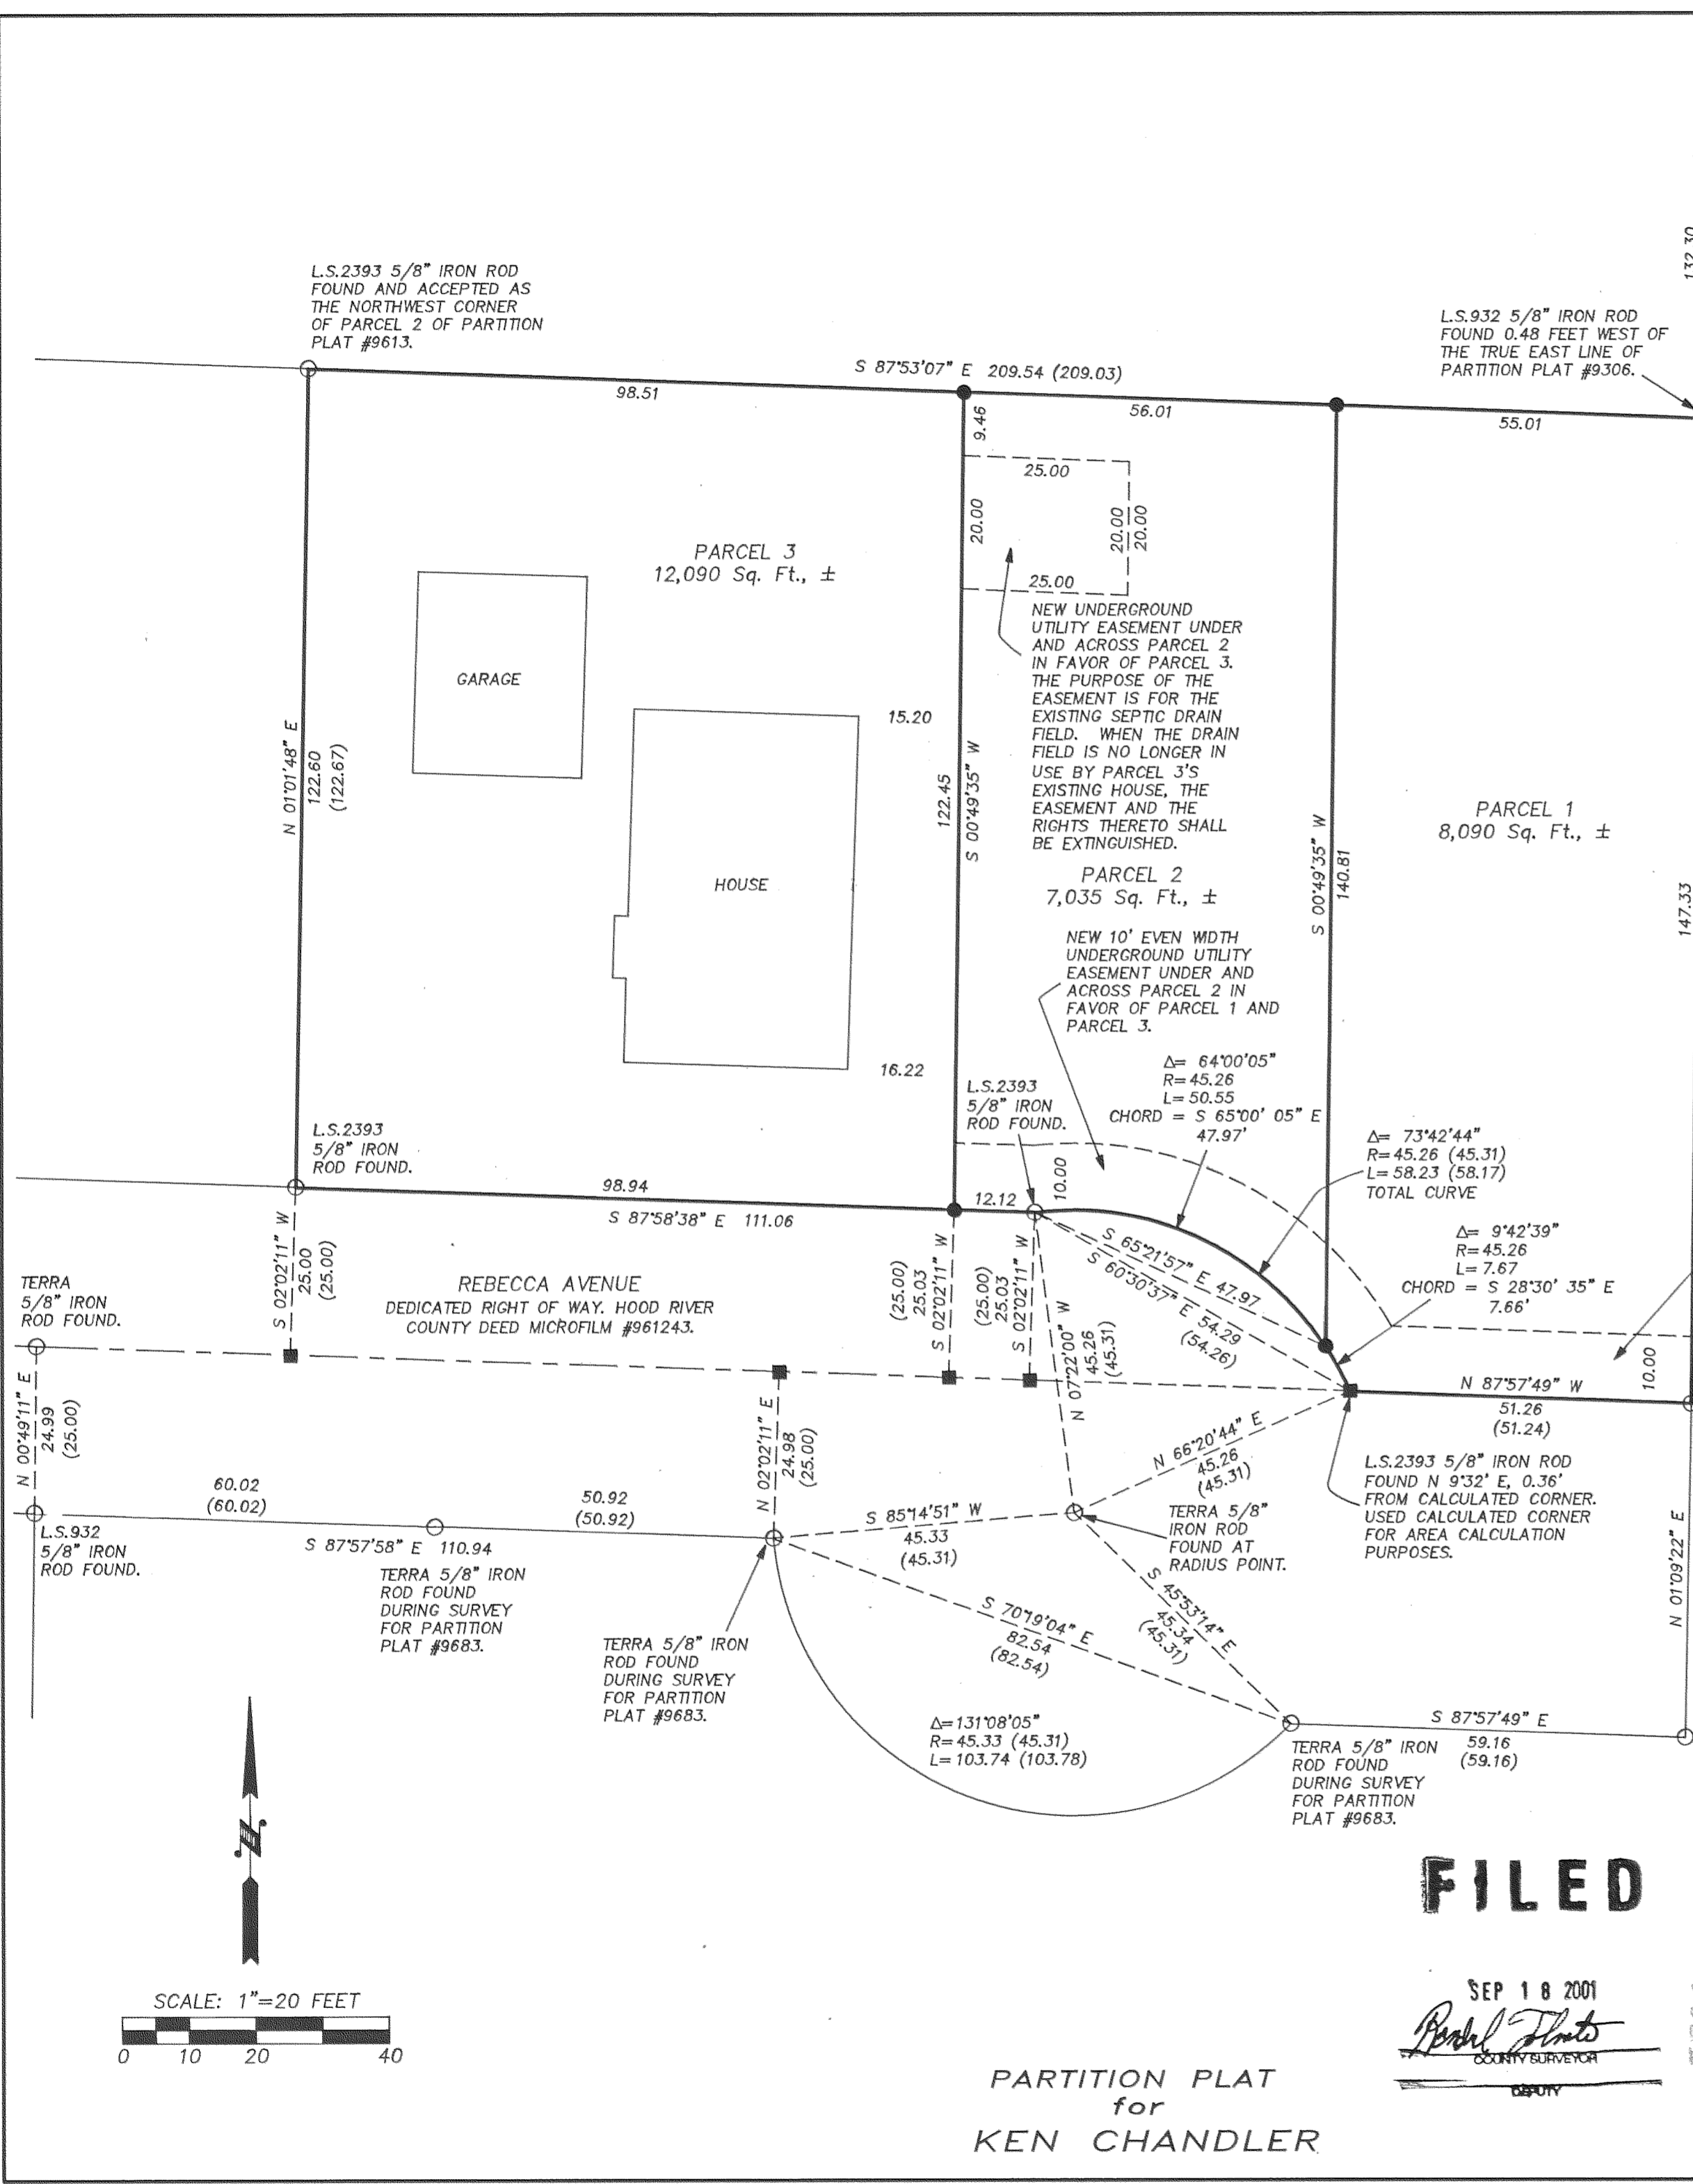 132.30
L.S.2393 5/8" IRON ROD
FOUND AND ACCEPTED AS
THE NORTHWEST CORNER
OF PARCEL 2 OF PARTITION
PLAT #9613.
L.S.932 5/8" IRON ROD
FOUND 0.48 FEET WEST OF
THE TRUE EAST LINE OF
PARTITION PLAT #9306.
S 87°53'07" E 209.54 (209.03)
98.51
56.01
55.01
9.46
25.00
20.00
20.00
20.00
25.00
PARCEL 3
12,090 Sq. Ft., ±
GARAGE
HOUSE
15.20
16.22
N 01°01'48" E
122.60
(122.67)
122.45
S 00°49'35" W
NEW UNDERGROUND
UTILITY EASEMENT UNDER
AND ACROSS PARCEL 2
IN FAVOR OF PARCEL 3.
THE PURPOSE OF THE
EASEMENT IS FOR THE
EXISTING SEPTIC DRAIN
FIELD. WHEN THE DRAIN
FIELD IS NO LONGER IN
USE BY PARCEL 3'S
EXISTING HOUSE, THE
EASEMENT AND THE
RIGHTS THERETO SHALL
BE EXTINGUISHED.
PARCEL 2
7,035 Sq. Ft., ±
S 00°49'35" W
140.81
PARCEL 1
8,090 Sq. Ft., ±
147.33
NEW 10' EVEN WIDTH
UNDERGROUND UTILITY
EASEMENT UNDER AND
ACROSS PARCEL 2 IN
FAVOR OF PARCEL 1 AND
PARCEL 3.
Δ= 64°00'05"
R=45.26
L=50.55
CHORD = S 65°00' 05" E
47.97'
L.S.2393
5/8" IRON
ROD FOUND.
Δ= 73°42'44"
R=45.26 (45.31)
L=58.23 (58.17)
TOTAL CURVE
Δ= 9°42'39"
R=45.26
L=7.67
CHORD = S 28°30' 35" E
7.66'
L.S.2393
5/8" IRON
ROD FOUND.
98.94
12.12
10.00
S 87°58'38" E 111.06
S 02°02'11" W
25.00
(25.00)
REBECCA AVENUE
DEDICATED RIGHT OF WAY. HOOD RIVER
COUNTY DEED MICROFILM #961243.
(25.00)
25.03
S 02°02'11" W
(25.00)
25.03
S 02°02'11" W
N 07°22'00" W
45.26
(45.31)
S 65°21'57" E 47.97
S 60°30'37" E 54.29
(54.26)
TERRA
5/8" IRON
ROD FOUND.
N 00°49'11" E
24.99
(25.00)
N 02°02'11" E
24.98
(25.00)
N 66°20'44" E
45.26
(45.31)
N 87°57'49" W
51.26
(51.24)
10.00
L.S.2393 5/8" IRON ROD
FOUND N 9°32' E, 0.36'
FROM CALCULATED CORNER.
USED CALCULATED CORNER
FOR AREA CALCULATION
PURPOSES.
60.02
(60.02)
50.92
(50.92)
S 87°57'58" E 110.94
L.S.932
5/8" IRON
ROD FOUND.
TERRA 5/8" IRON
ROD FOUND
DURING SURVEY
FOR PARTITION
PLAT #9683.
S 85°14'51" W
45.33
(45.31)
TERRA 5/8"
IRON ROD
FOUND AT
RADIUS POINT.
S 45°53'14" E
45.34
(45.31)
S 70°19'04" E
82.54
(82.54)
N 01°09'22" E
TERRA 5/8" IRON
ROD FOUND
DURING SURVEY
FOR PARTITION
PLAT #9683.
Δ=131°08'05"
R=45.33 (45.31)
L=103.74 (103.78)
S 87°57'49" E
59.16
(59.16)
TERRA 5/8" IRON
ROD FOUND
DURING SURVEY
FOR PARTITION
PLAT #9683.
N
FILED
SEP 18 2001
COUNTY SURVEYOR
DEPUTY
SCALE: 1"=20 FEET
0 10 20 40
PARTITION PLAT
for
KEN CHANDLER